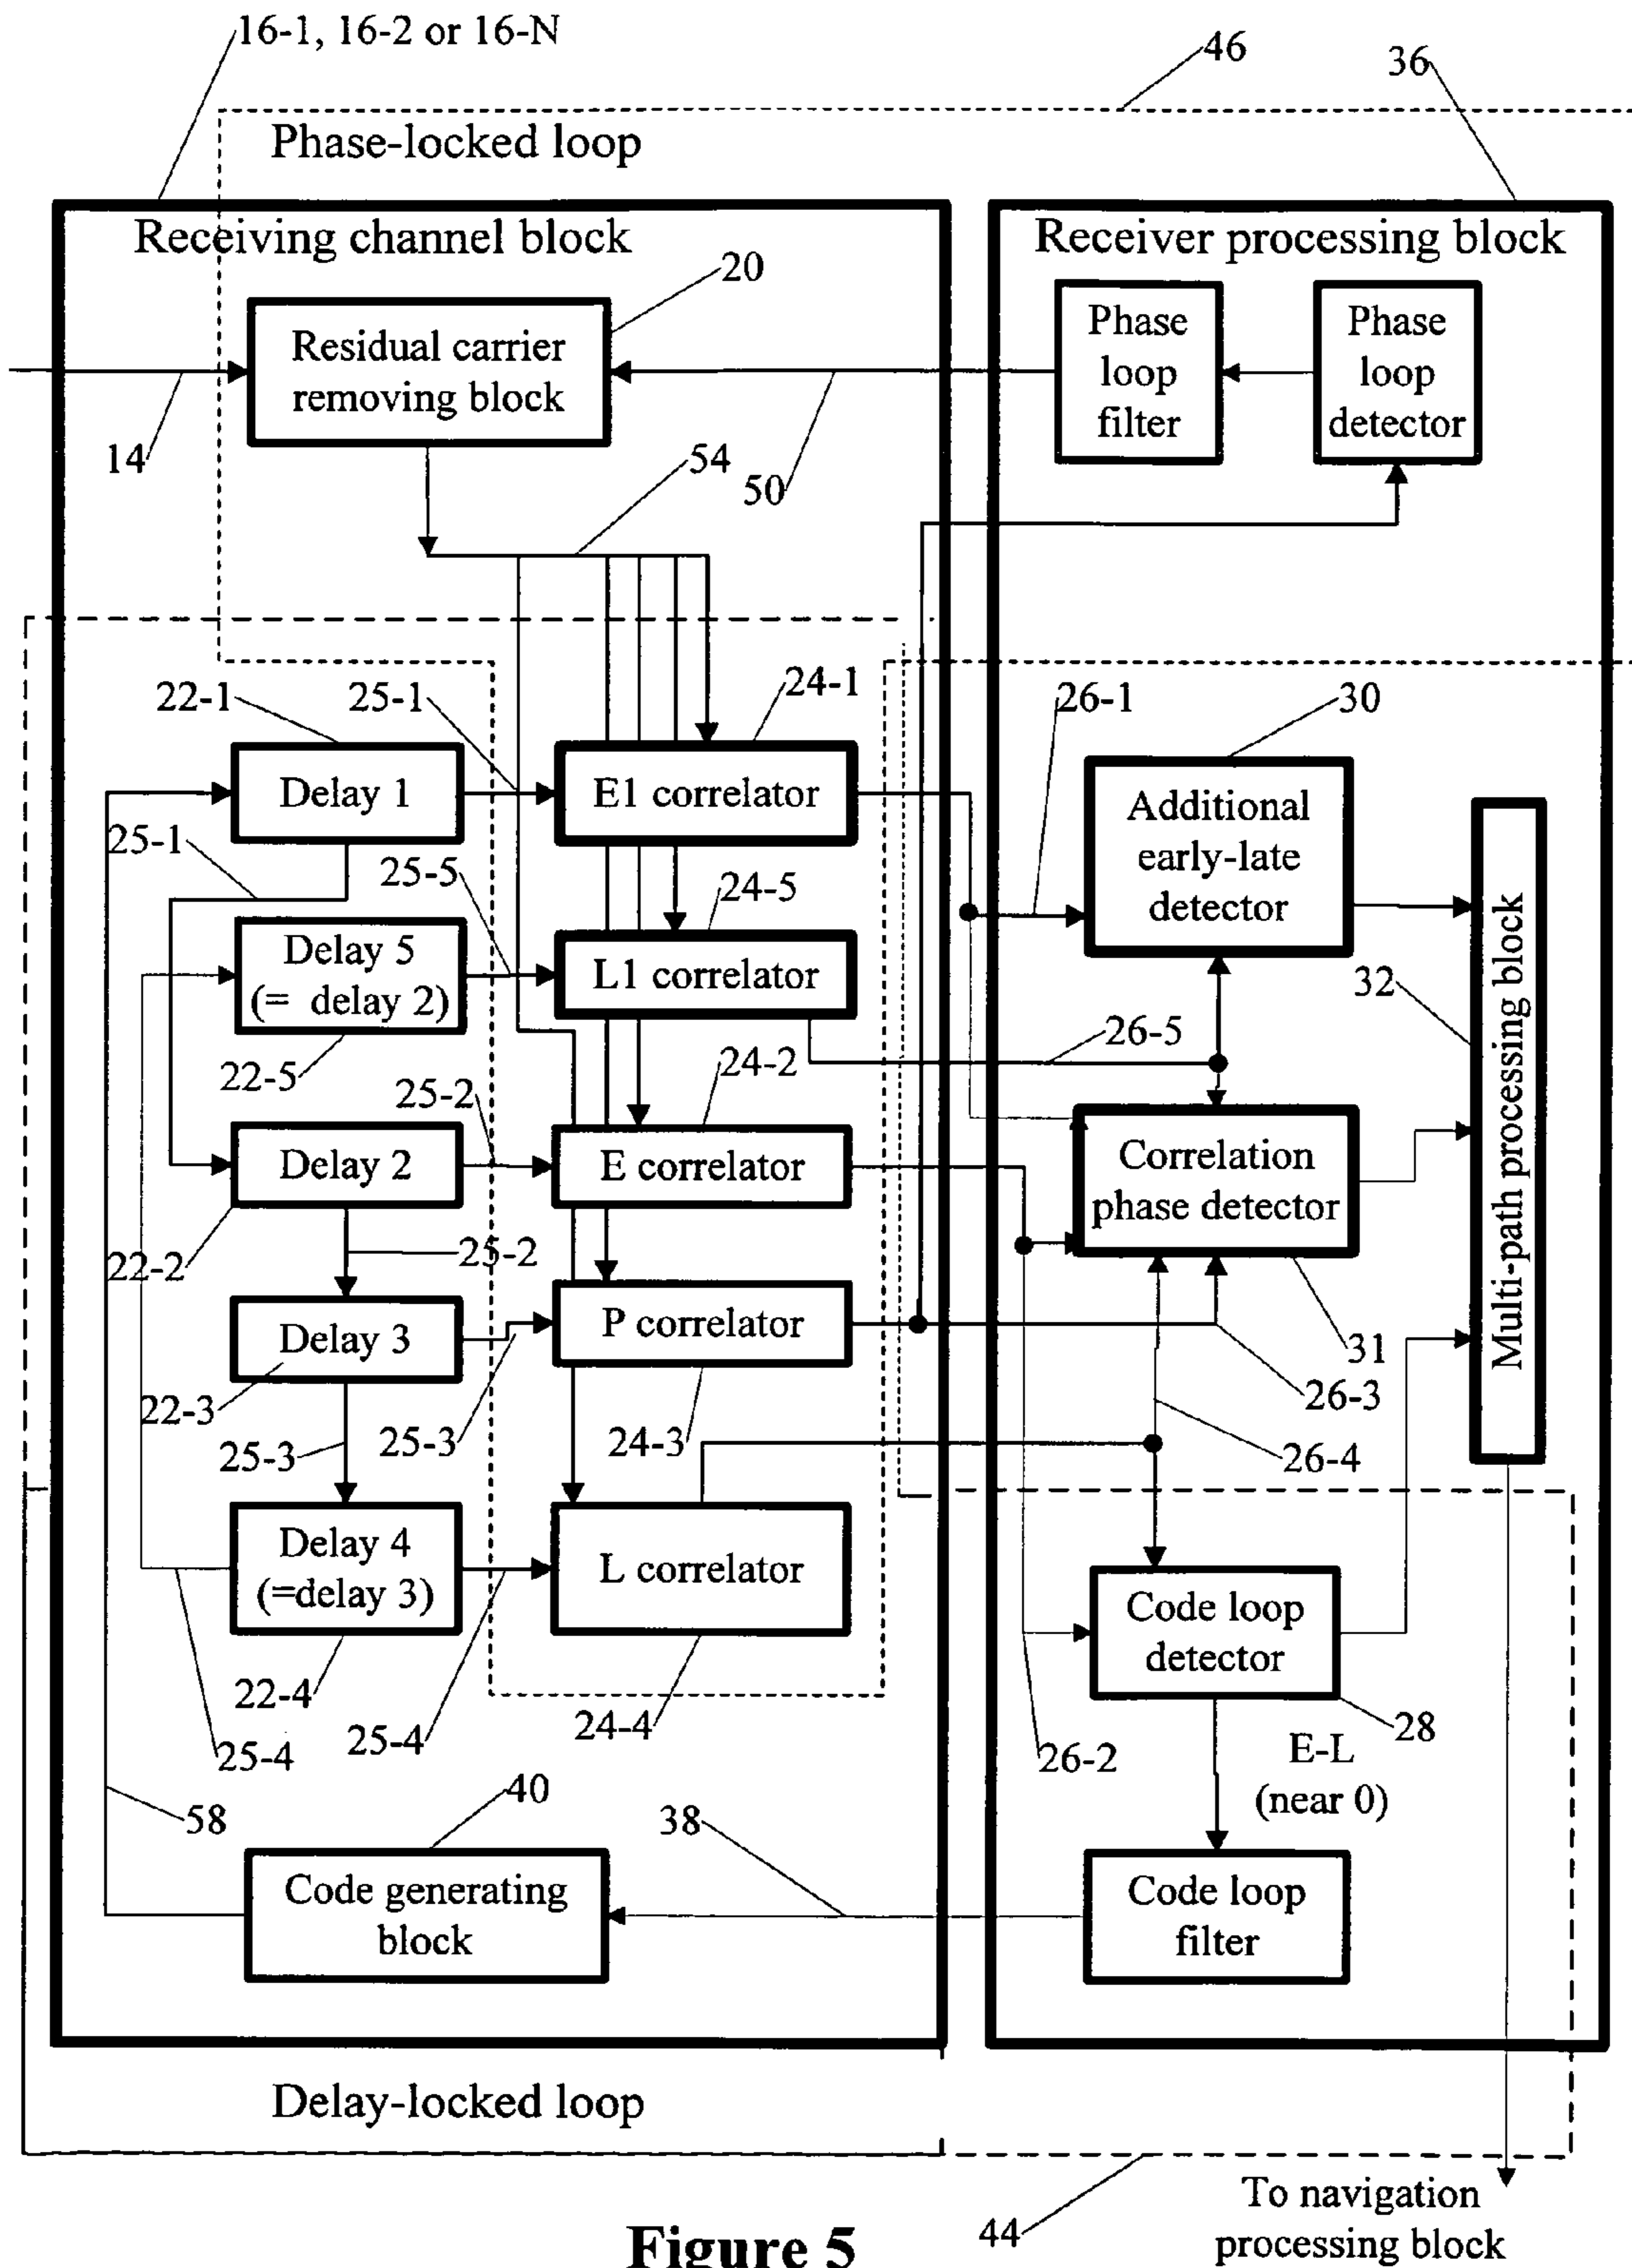 16-1, 16-2 or 16-N
46
36
Phase-locked loop
Receiving channel block
Receiver processing block
20
Residual carrier
removing block
Phase
loop
filter
Phase
loop
detector
14
54
50
22-1
25-1
24-1
26-1
30
Delay 1
E1 correlator
Additional
early-late
detector
25-1
25-5
24-5
Delay 5
(= delay 2)
L1 correlator
32
Multi-path processing block
22-5
26-5
24-2
25-2
Delay 2
E correlator
Correlation
phase detector
22-2
25-2
Delay 3
P correlator
31
22-3
26-3
25-3
25-3
24-3
26-4
Delay 4
(=delay 3)
L correlator
Code loop
detector
22-4
25-4
25-4
24-4
26-2
28
E-L
(near 0)
58
40
38
Code generating
block
Code loop
filter
Delay-locked loop
44
To navigation
processing block
Figure 5